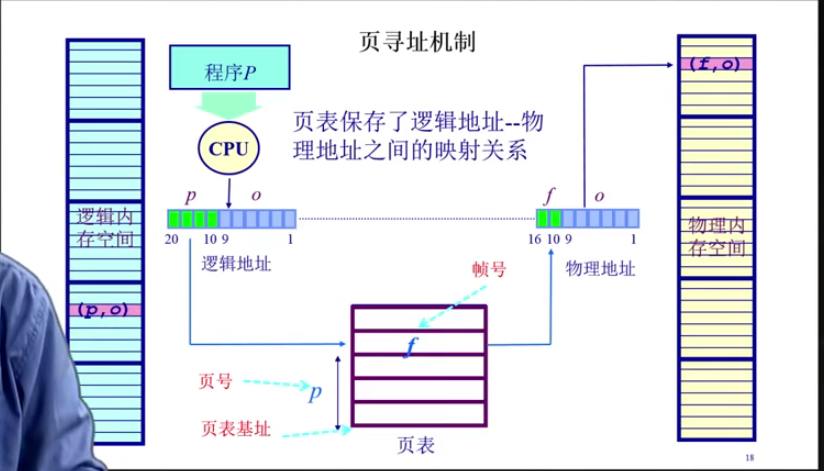 页寻址机制
程序P
页表保存了逻辑地址--物
理地址之间的映射关系
CPU
p o
f o
(f,o)
逻辑内
存空间
物理内
存空间
20 10 9 1
16 10 9 1
逻辑地址
物理地址
帧号
(p,o)
f
页号
p
页表基址
页表
18